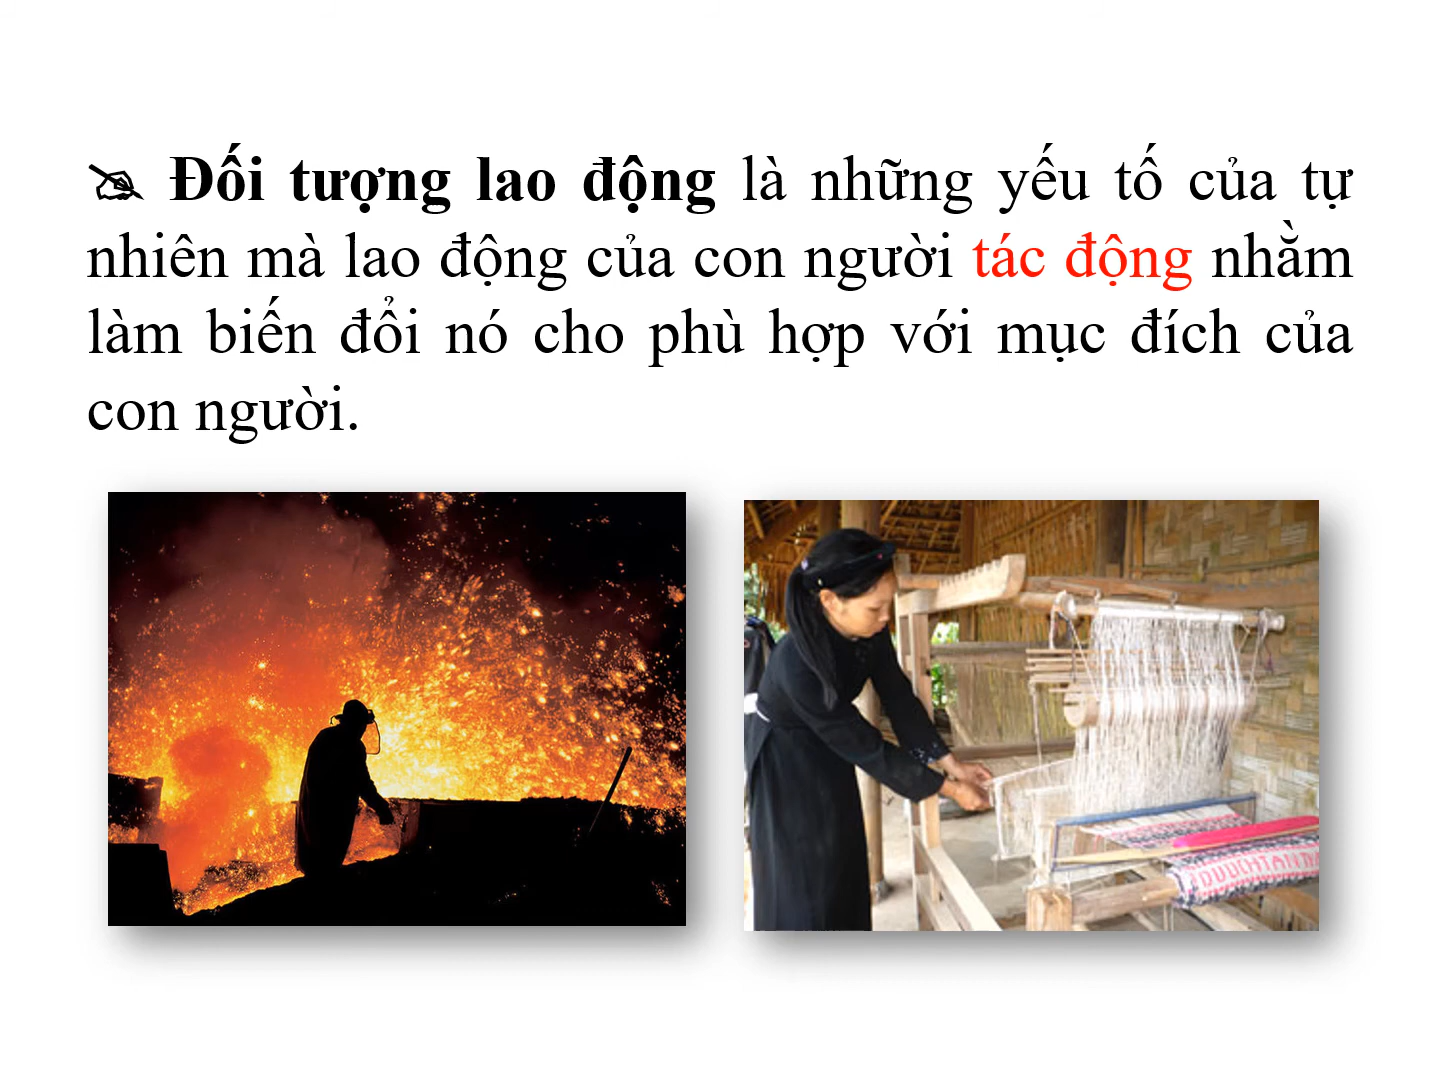 Đối tượng lao động là những yếu tố của tự
nhiên mà lao động của con người tác động nhằm
làm biến đổi nó cho phù hợp với mục đích của
con người.